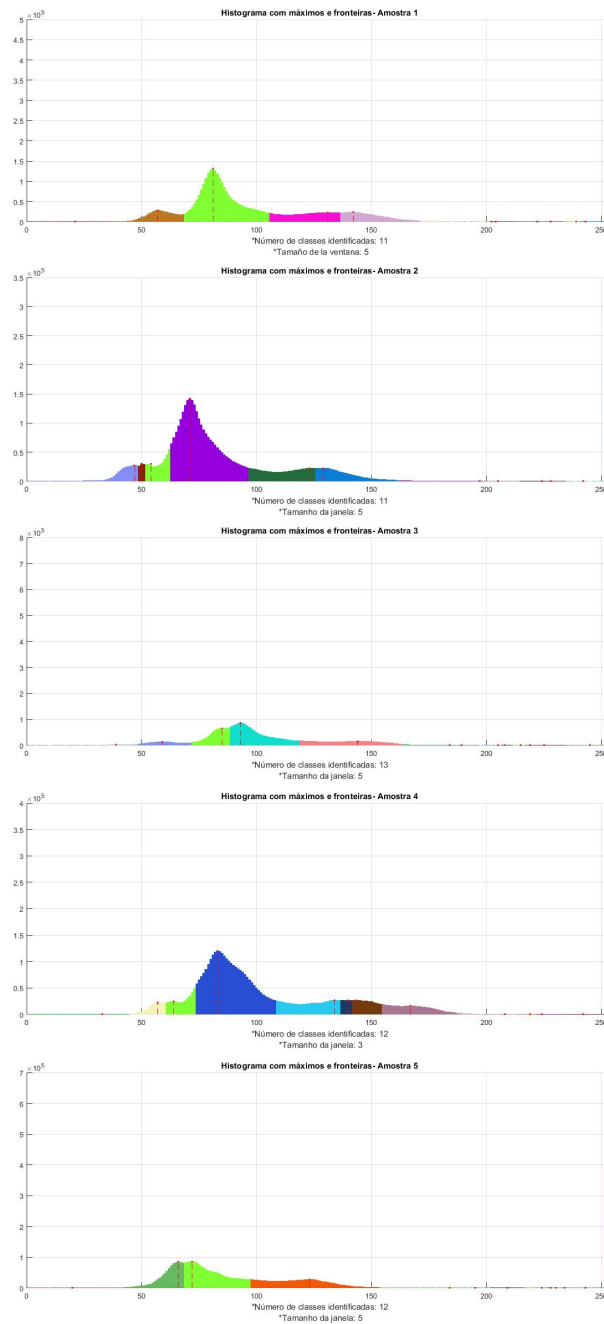 Histograma com máximos e fronteiras- Amostra 1
×10^5
5
4.5
4
3.5
3
2.5
2
1.5
1
0.5
0
0 50 100 150 200 250
*Número de classes identificadas: 11
*Tamaño de la ventana: 5
Histograma com máximos e fronteiras- Amostra 2
×10^5
3.5
3
2.5
2
1.5
1
0.5
0
0 50 100 150 200 250
*Número de classes identificadas: 11
*Tamanho da janela: 5
Histograma com máximos e fronteiras- Amostra 3
×10^5
8
7
6
5
4
3
2
1
0
0 50 100 150 200 250
*Número de classes identificadas: 13
*Tamanho da janela: 5
Histograma com máximos e fronteiras- Amostra 4
×10^5
4
3.5
3
2.5
2
1.5
1
0.5
0
0 50 100 150 200 250
*Número de classes identificadas: 12
*Tamanho da janela: 3
Histograma com máximos e fronteiras- Amostra 5
×10^5
7
6
5
4
3
2
1
0
0 50 100 150 200 250
*Número de classes identificadas: 12
*Tamanho da janela: 5